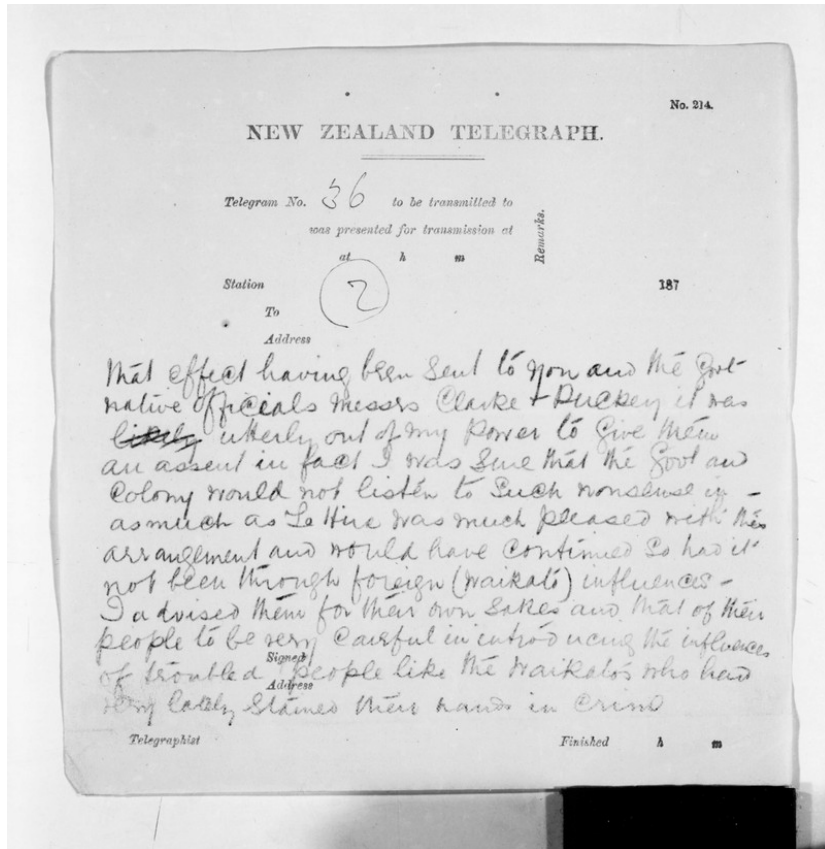 No. 214.
NEW ZEALAND TELEGRAPH.
Telegram No. 36 to be transmitted to
was presented for transmission at
at h m
Remarks.
Station 187
2
To
Address
that effect having been sent to you and the Govt
native officials Messrs Clarke + Puckey it was
likely utterly out of my power to give them
an assent in fact I was sure that the Govt and
Colony would not listen to such nonsense in -
as much as Te Hira was much pleased with this
arrangement and would have continued so had it
not been through foreign (Waikato) influences -
I advised them for their own sakes and that of their
people to be very careful in introducing the influences
Signed
of troubled people like the Waikatos who had
Address
very lately stained their hands in crime
Telegraphist Finished h m